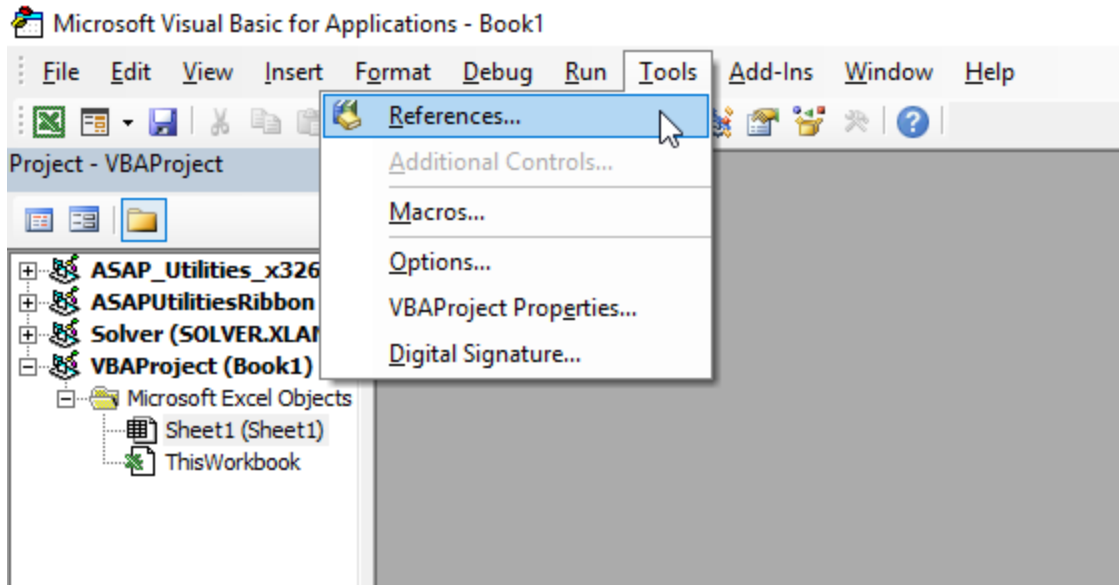 Microsoft Visual Basic for Applications - Book1
File Edit View Insert Format Debug Run Tools Add-Ins Window Help
References...
Additional Controls...
Macros...
Options...
VBAProject Properties...
Digital Signature...
Project - VBAProject
ASAP_Utilities_x326
ASAPUtilitiesRibbon
Solver (SOLVER.XLAM
VBAProject (Book1)
Microsoft Excel Objects
Sheet1 (Sheet1)
ThisWorkbook